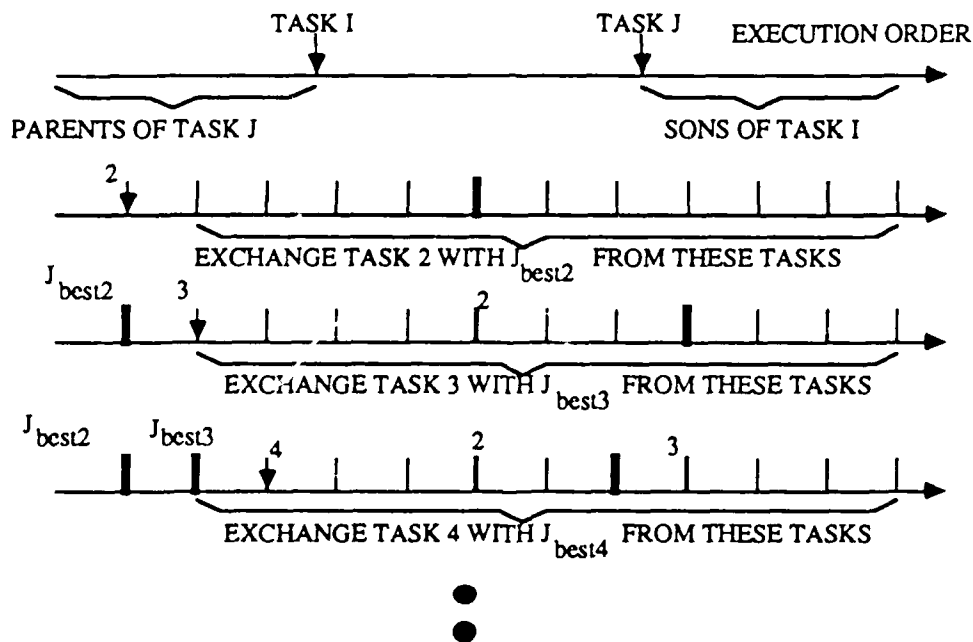 TASK I TASK J EXECUTION ORDER
PARENTS OF TASK J SONS OF TASK I
2
EXCHANGE TASK 2 WITH J best2 FROM THESE TASKS
J best2 3 2
EXCHANGE TASK 3 WITH J best3 FROM THESE TASKS
J best2 J best3 4 2 3
EXCHANGE TASK 4 WITH J best4 FROM THESE TASKS